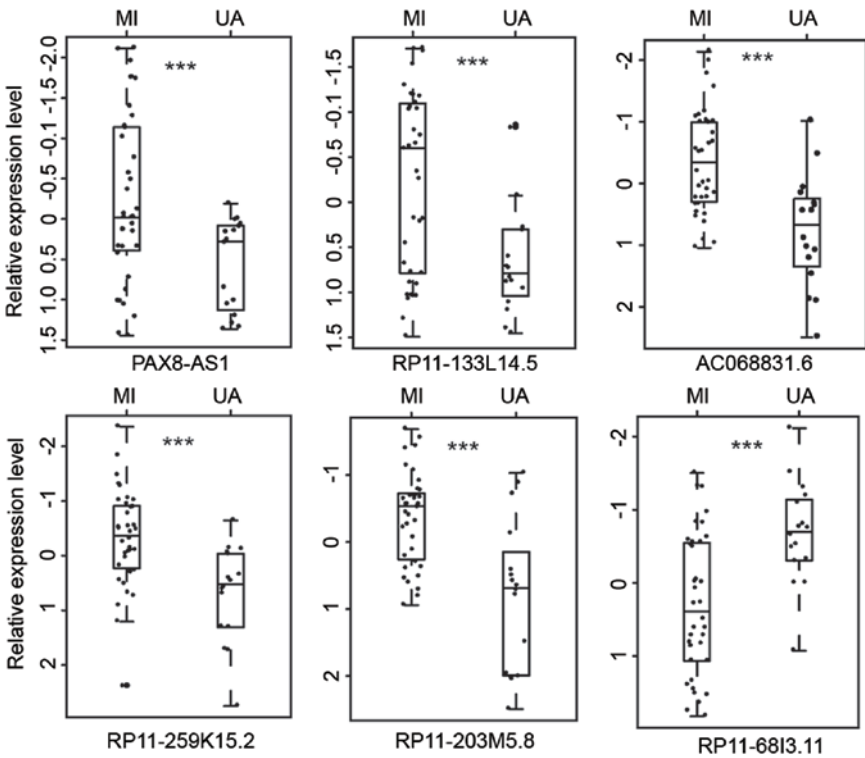 MI UA
***
Relative expression level
-2.0
-1.5
-0.1
-0.5
0
0.5
1.0
1.5
PAX8-AS1
MI UA
***
-1.5
-0.1
-0.5
0
0.5
1.0
1.5
RP11-133L14.5
MI UA
***
-2
-1
0
1
2
AC068831.6
MI UA
***
Relative expression level
-2
-1
0
1
2
RP11-259K15.2
MI UA
***
-1
0
1
2
RP11-203M5.8
MI UA
***
-2
-1
0
1
RP11-68I3.11